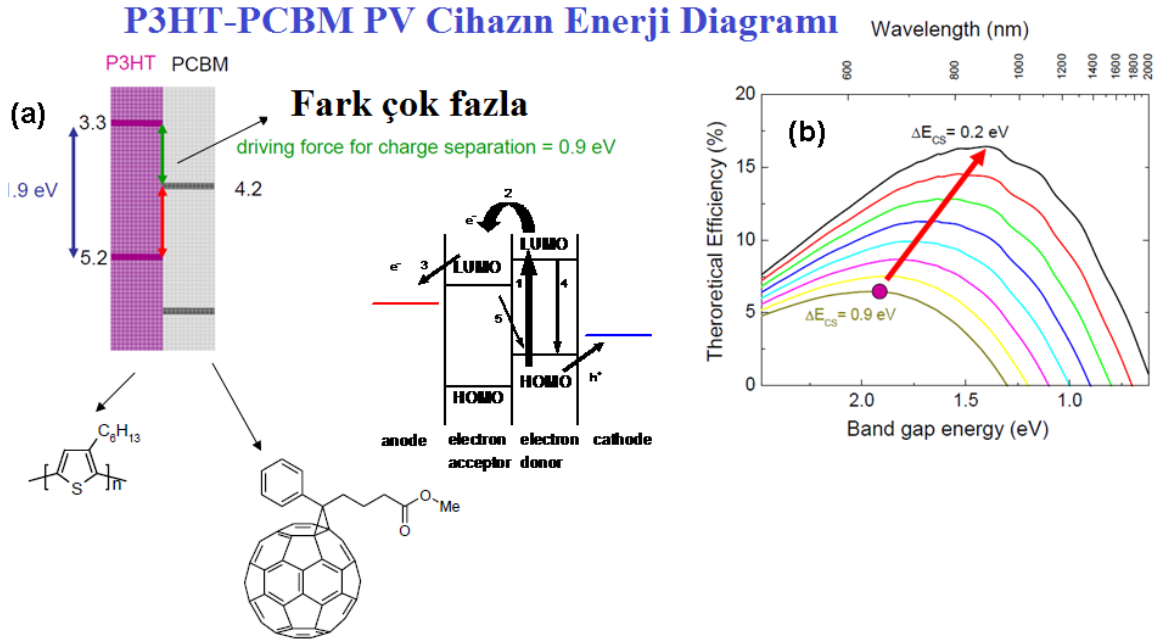 P3HT-PCBM PV Cihazın Enerji Diagramı
P3HT PCBM
(a)
3.3
Fark çok fazla
driving force for charge separation = 0.9 eV
.9 eV
4.2
5.2
C₆H₁₃
S
n
O
Me
O
2
e⁻
LUMO
e⁻ 3
LUMO
1
4
5
HOMO
h⁺
HOMO
anode electron electron cathode
acceptor donor
Wavelength (nm)
600 800 1000 1200 1400 1600 1800 2000
(b)
ΔE_CS = 0.2 eV
ΔE_CS = 0.9 eV
Theroretical Efficiency (%)
20
15
10
5
0
2.0 1.5 1.0
Band gap energy (eV)